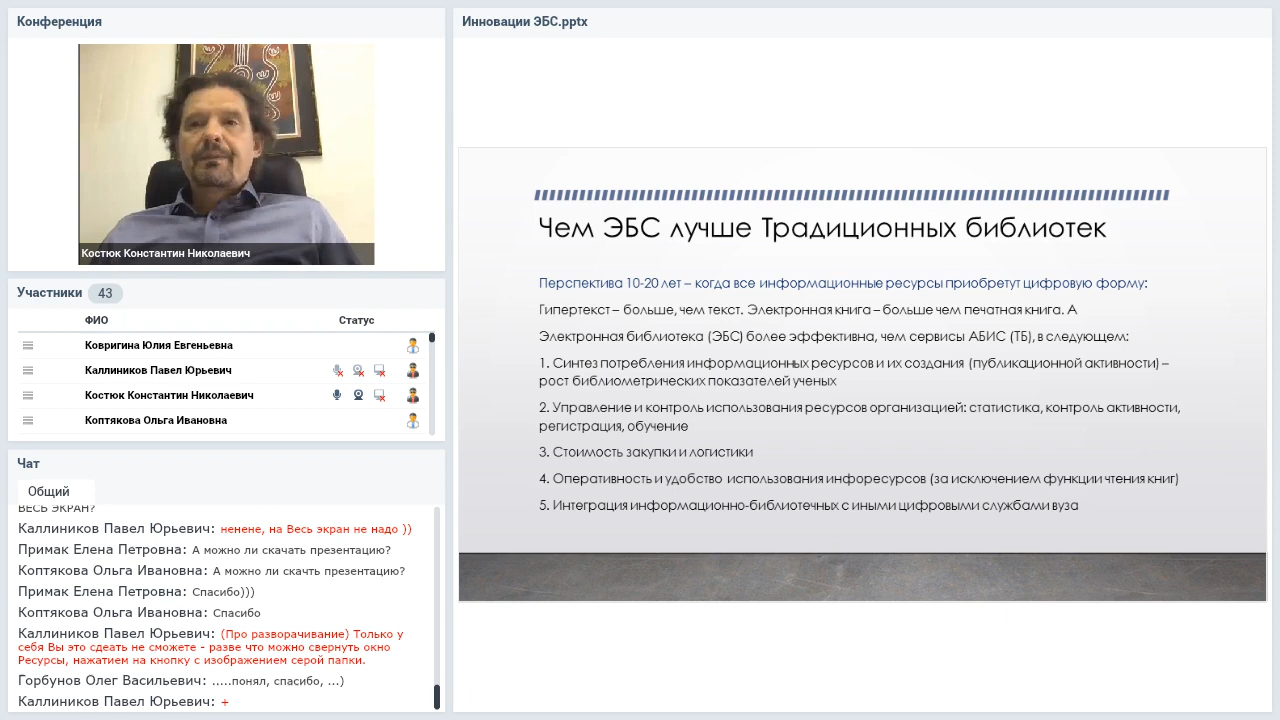 Конференция
Костюк Константин Николаевич
Участники 43
ФИО Статус
Ковригина Юлия Евгеньевна
Каллиников Павел Юрьевич
Костюк Константин Николаевич
Коптякова Ольга Ивановна
Чат
Общий
ВЕСЬ ЭКРАН?
Каллиников Павел Юрьевич: ненене, на Весь экран не надо ))
Примак Елена Петровна: А можно ли скачать презентацию?
Коптякова Ольга Ивановна: А можно ли скачть презентацию?
Примак Елена Петровна: Спасибо)))
Коптякова Ольга Ивановна: Спасибо
Каллиников Павел Юрьевич: (Про разворачивание) Только у
себя Вы это сдеать не сможете - разве что можно свернуть окно
Ресурсы, нажатием на кнопку с изображением серой папки.
Горбунов Олег Васильевич: .....понял, спасибо, ...)
Каллиников Павел Юрьевич: +
Инновации ЭБС.pptx
Чем ЭБС лучше Традиционных библиотек
Перспектива 10-20 лет – когда все информационные ресурсы приобретут цифровую форму:
Гипертекст – больше, чем текст. Электронная книга – больше чем печатная книга. А
Электронная библиотека (ЭБС) более эффективна, чем сервисы АБИС (ТБ), в следующем:
1. Синтез потребления информационных ресурсов и их создания (публикационной активности) –
рост библиометрических показателей ученых
2. Управление и контроль использования ресурсов организацией: статистика, контроль активности,
регистрация, обучение
3. Стоимость закупки и логистики
4. Оперативность и удобство использования инфоресурсов (за исключением функции чтения книг)
5. Интеграция информационно-библиотечных с иными цифровыми службами вуза